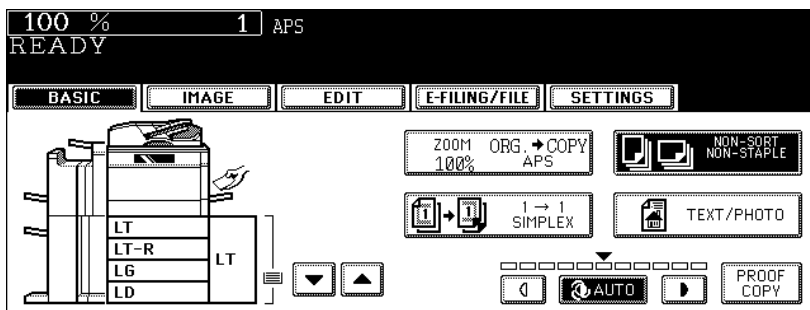 100 % 1 APS
READY
BASIC IMAGE EDIT E-FILING/FILE SETTINGS
ZOOM ORG. ➔ COPY
100% APS
NON-SORT
NON-STAPLE
1 → 1
SIMPLEX
TEXT/PHOTO
LT
LT-R
LG
LD
LT
AUTO
PROOF
COPY